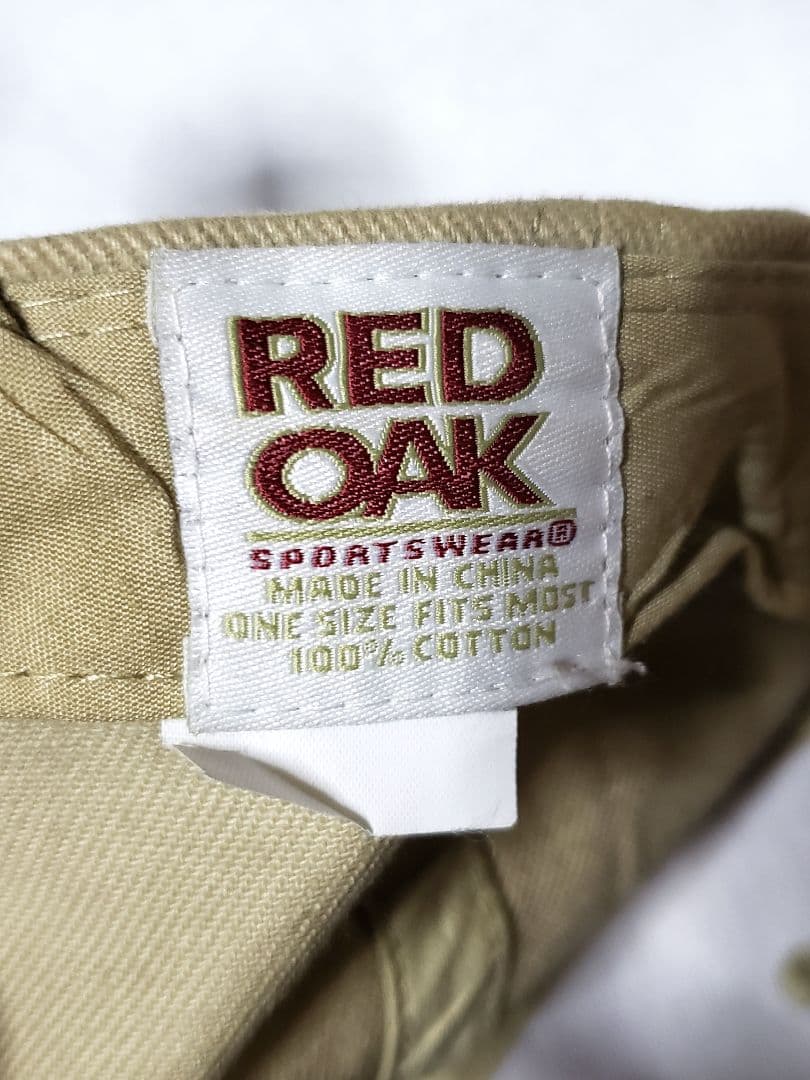 RED
OAK
SPORTSWEAR®
MADE IN CHINA
ONE SIZE FITS MOST
100% COTTON